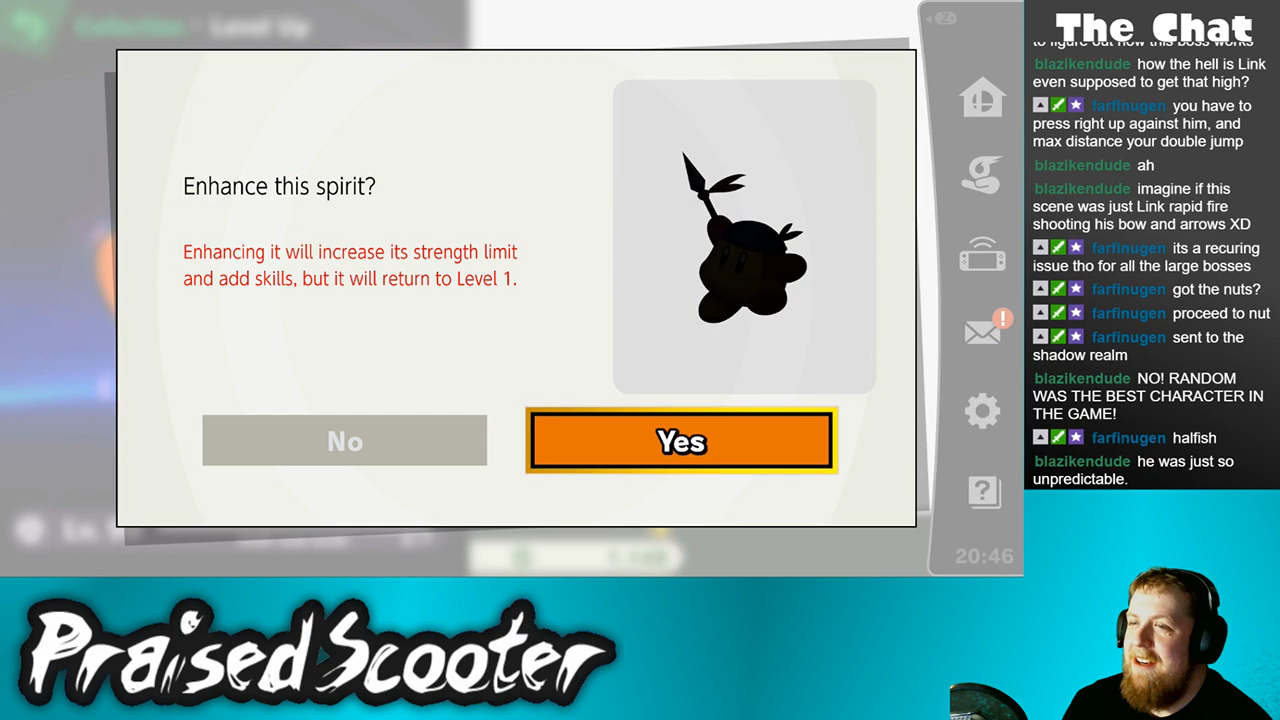 Collection · Level Up
Enhance this spirit?
Enhancing it will increase its strength limit
and add skills, but it will return to Level 1.
No
Yes
20:46
The Chat
blazikendude how the hell is Link
even supposed to get that high?
farfinugen you have to
press right up against him, and
max distance your double jump
blazikendude ah
blazikendude imagine if this
scene was just Link rapid fire
shooting his bow and arrows XD
farfinugen its a recuring
issue tho for all the large bosses
farfinugen got the nuts?
farfinugen proceed to nut
farfinugen sent to the
shadow realm
blazikendude NO! RANDOM
WAS THE BEST CHARACTER IN
THE GAME!
farfinugen halfish
blazikendude he was just so
unpredictable.
PraisedScooter